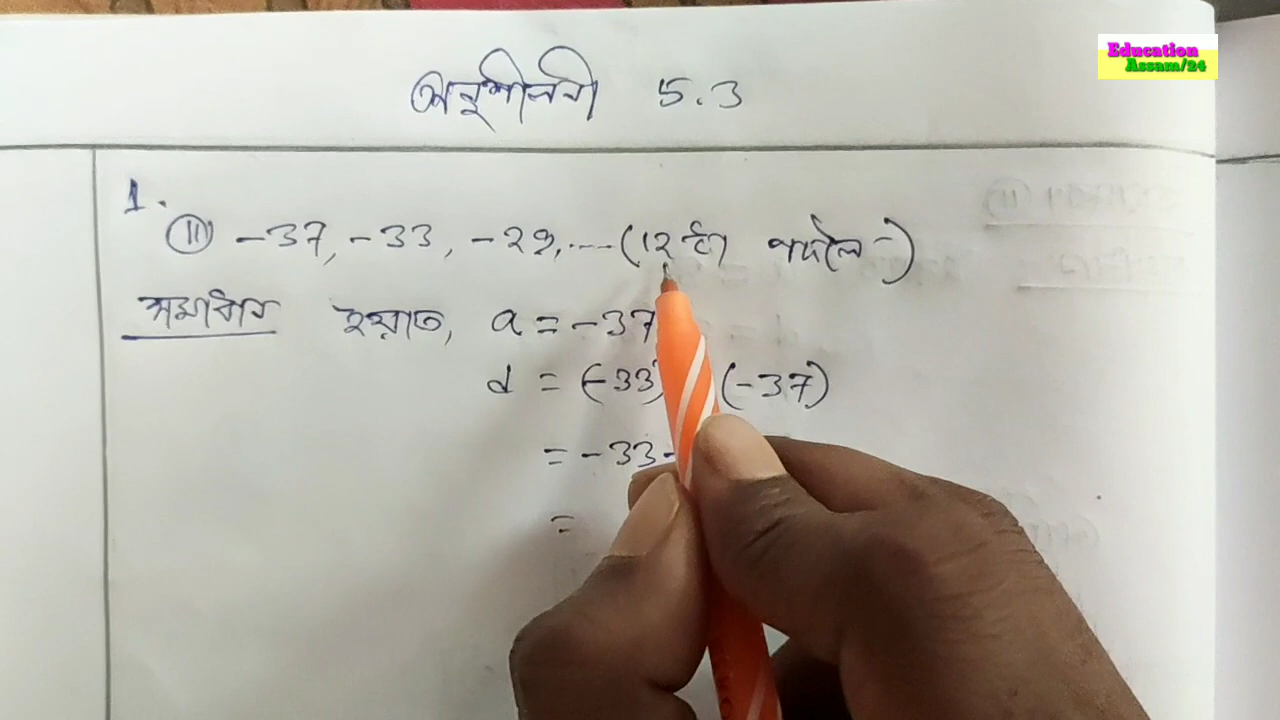 Education
Assam/24
অনুশীলনী 5.3
1.
(ii) -37, -33, -29, ---- (12 টা পদলৈ-)
সমাধান ইয়াত, a = -37
d = (-33) (-37)
= -33 -
=